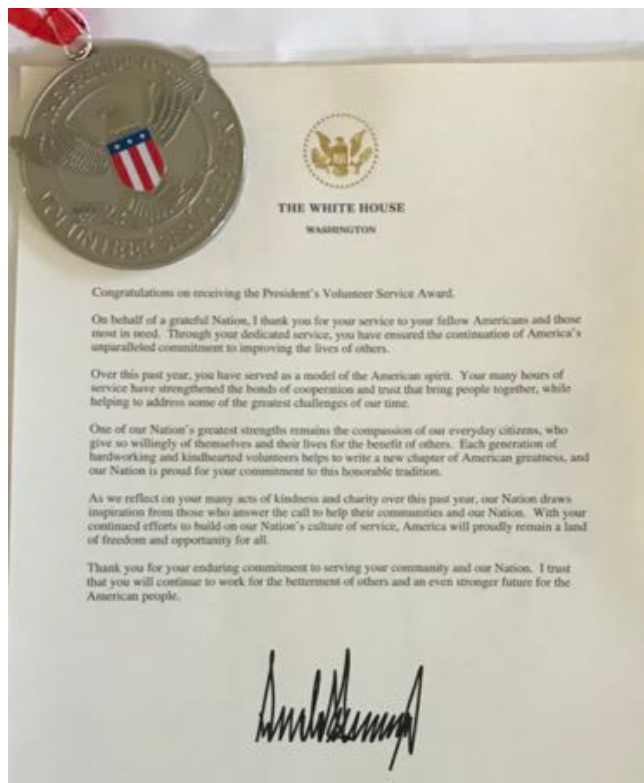 THE PRESIDENT'S
VOLUNTEER SERVICE AWARD
THE WHITE HOUSE
WASHINGTON
Congratulations on receiving the President's Volunteer Service Award.
On behalf of a grateful Nation, I thank you for your service to your fellow Americans and those
most in need. Through your dedicated service, you have ensured the continuation of America's
unparalleled commitment to improving the lives of others.
Over this past year, you have served as a model of the American spirit. Your many hours of
service have strengthened the bonds of cooperation and trust that bring people together, while
helping to address some of the greatest challenges of our time.
One of our Nation's greatest strengths remains the compassion of our everyday citizens, who
give so willingly of themselves and their lives for the benefit of others. Each generation of
hardworking and kindhearted volunteers helps to write a new chapter of American greatness, and
our Nation is proud for your commitment to this honorable tradition.
As we reflect on your many acts of kindness and charity over this past year, our Nation draws
inspiration from those who answer the call to help their communities and our Nation. With your
continued efforts to build on our Nation's culture of service, America will proudly remain a land
of freedom and opportunity for all.
Thank you for your enduring commitment to serving your community and our Nation. I trust
that you will continue to work for the betterment of others and an even stronger future for the
American people.